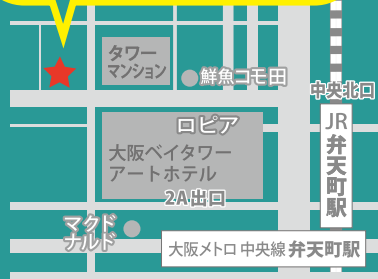 タワー
マンション
鮮魚コモ田
中央北口
ロピア
大阪ベイタワー
アートホテル
2A出口
JR
弁天町駅
マクド
ナルド
大阪メトロ 中央線 弁天町駅